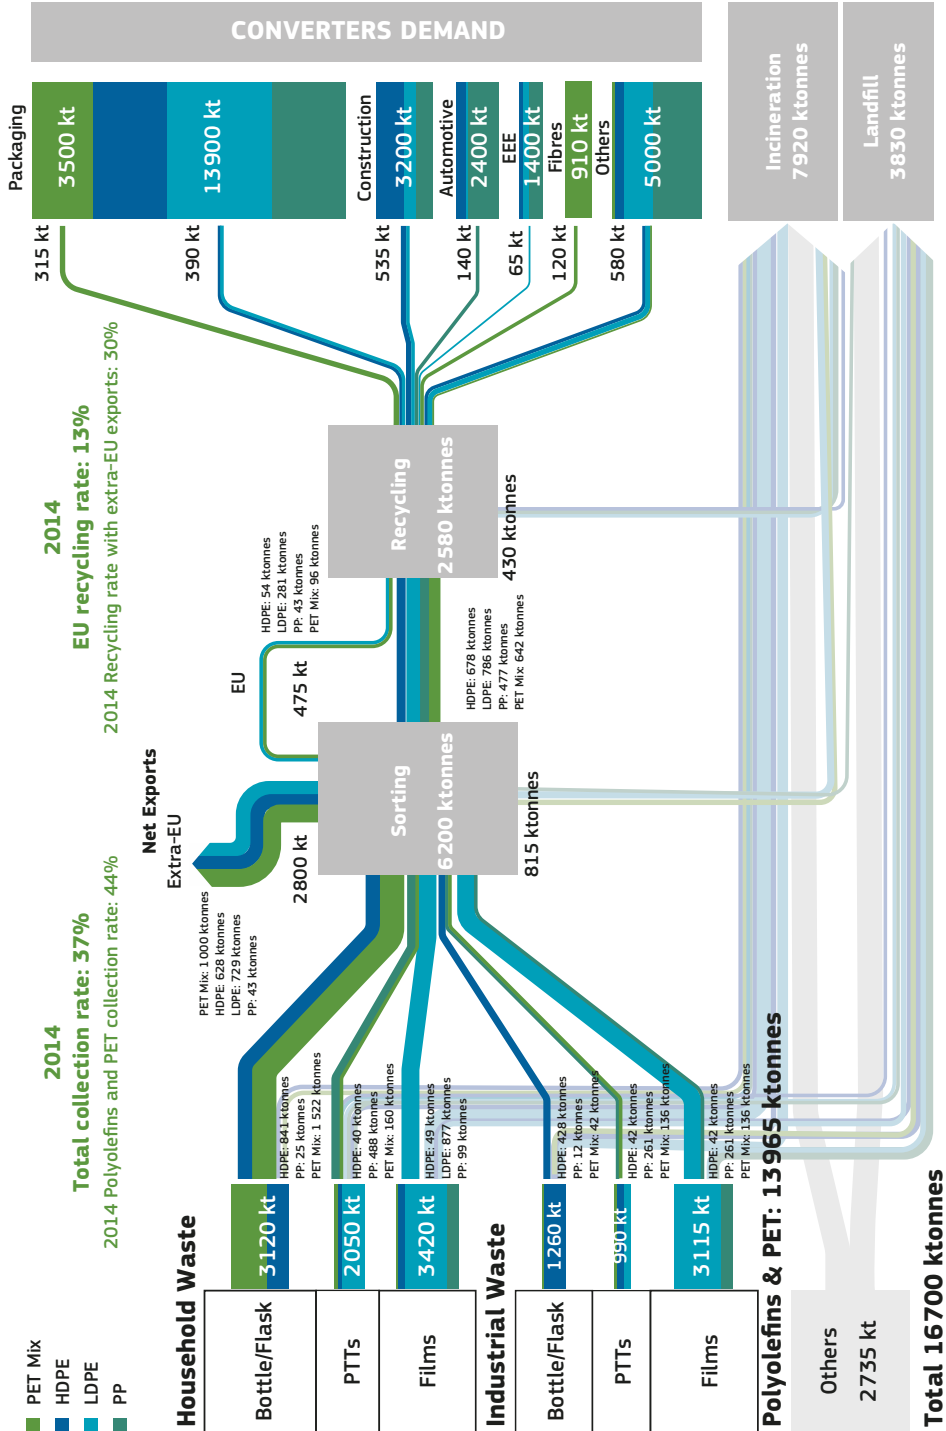 PET Mix
HDPE
LDPE
PP
2014
Total collection rate: 37%
2014 Polyolefins and PET collection rate: 44%
2014
EU recycling rate: 13%
2014 Recycling rate with extra-EU exports: 30%
CONVERTERS DEMAND
Household Waste
Bottle/Flask
3120 kt
HDPE: 841 ktonnes
PP: 25 ktonnes
PET Mix: 1 522 ktonnes
PTTs
2050 kt
HDPE: 40 ktonnes
PP: 488 ktonnes
PET Mix: 160 ktonnes
Films
3420 kt
HDPE: 49 ktonnes
LDPE: 877 ktonnes
PP: 99 ktonnes
Industrial Waste
Bottle/Flask
1260 kt
HDPE: 428 ktonnes
PP: 12 ktonnes
PET Mix: 42 ktonnes
PTTs
990 kt
HDPE: 42 ktonnes
PP: 261 ktonnes
PET Mix: 136 ktonnes
Films
3115 kt
HDPE: 42 ktonnes
PP: 261 ktonnes
PET Mix: 136 ktonnes
Polyolefins & PET: 13 965 ktonnes
Others
2735 kt
Total 16700 ktonnes
Net Exports
Extra-EU
PET Mix: 1 000 ktonnes
HDPE: 628 ktonnes
LDPE: 729 ktonnes
PP: 43 ktonnes
2800 kt
Sorting
6200 ktonnes
815 ktonnes
EU
475 kt
HDPE: 54 ktonnes
LDPE: 281 ktonnes
PP: 43 ktonnes
PET Mix: 96 ktonnes
HDPE: 678 ktonnes
LDPE: 786 ktonnes
PP: 477 ktonnes
PET Mix: 642 ktonnes
Recycling
2580 ktonnes
430 ktonnes
315 kt
390 kt
535 kt
140 kt
65 kt
120 kt
580 kt
Packaging
3500 kt
13900 kt
Construction
3200 kt
Automotive
2400 kt
EEE
1400 kt
Fibres
910 kt
Others
5000 kt
Incineration
7920 ktonnes
Landfill
3830 ktonnes